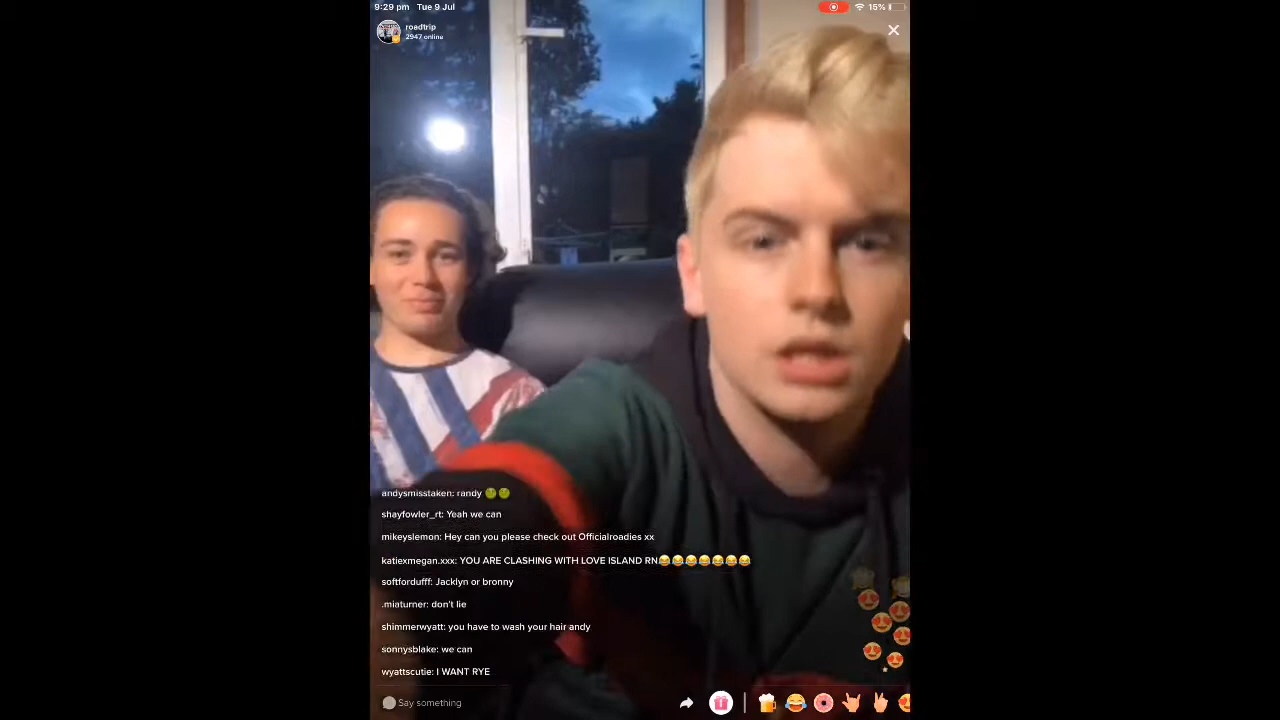 9:29 pm Tue 9 Jul 15%
roadtrip
2947 online
andysmisstaken: randy 🤢🤢
shayfowler_rt: Yeah we can
mikeyslemon: Hey can you please check out Officialroadies xx
katiexmegan.xxx: YOU ARE CLASHING WITH LOVE ISLAND RN😂😂😂😂😂😂😂
softfordufff: Jacklyn or bronny
.miaturner: don't lie
shimmerwyatt: you have to wash your hair andy
sonnysblake: we can
wyattscutie: I WANT RYE
Say something